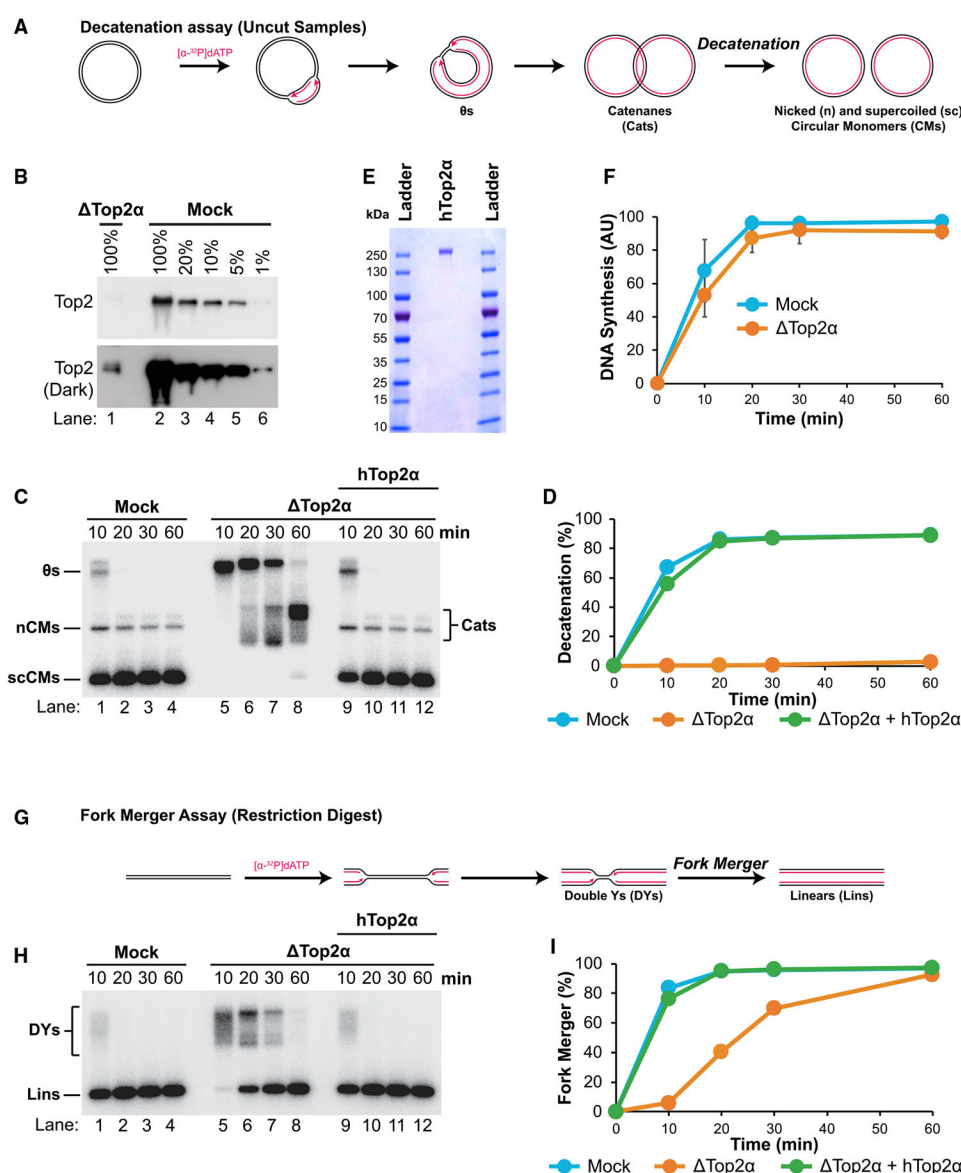 A
Decatenation assay (Uncut Samples)
[α-³²P]dATP
Decatenation
θs
Catenanes
(Cats)
Nicked (n) and supercoiled (sc)
Circular Monomers (CMs)
B
ΔTop2α Mock
100% 100% 20% 10% 5% 1%
Top2
Top2
(Dark)
Lane: 1 2 3 4 5 6
E
kDa Ladder hTop2α Ladder
250
130
100
70
55
35
25
15
10
F
DNA Synthesis (AU)
100
80
60
40
20
0
Mock
ΔTop2α
0 10 20 30 40 50 60
Time (min)
C
hTop2α
Mock ΔTop2α
10 20 30 60 10 20 30 60 10 20 30 60 min
θs
nCMs
scCMs
Cats
Lane: 1 2 3 4 5 6 7 8 9 10 11 12
D
Decatenation (%)
100
80
60
40
20
0
0 10 20 30 40 50 60
Time (min)
Mock ΔTop2α ΔTop2α + hTop2α
G
Fork Merger Assay (Restriction Digest)
[α-³²P]dATP
Fork Merger
Double Ys (DYs)
Linears (Lins)
H
hTop2α
Mock ΔTop2α
10 20 30 60 10 20 30 60 10 20 30 60 min
DYs
Lins
Lane: 1 2 3 4 5 6 7 8 9 10 11 12
I
Fork Merger (%)
100
80
60
40
20
0
0 10 20 30 40 50 60
Time (min)
Mock ΔTop2α ΔTop2α + hTop2α